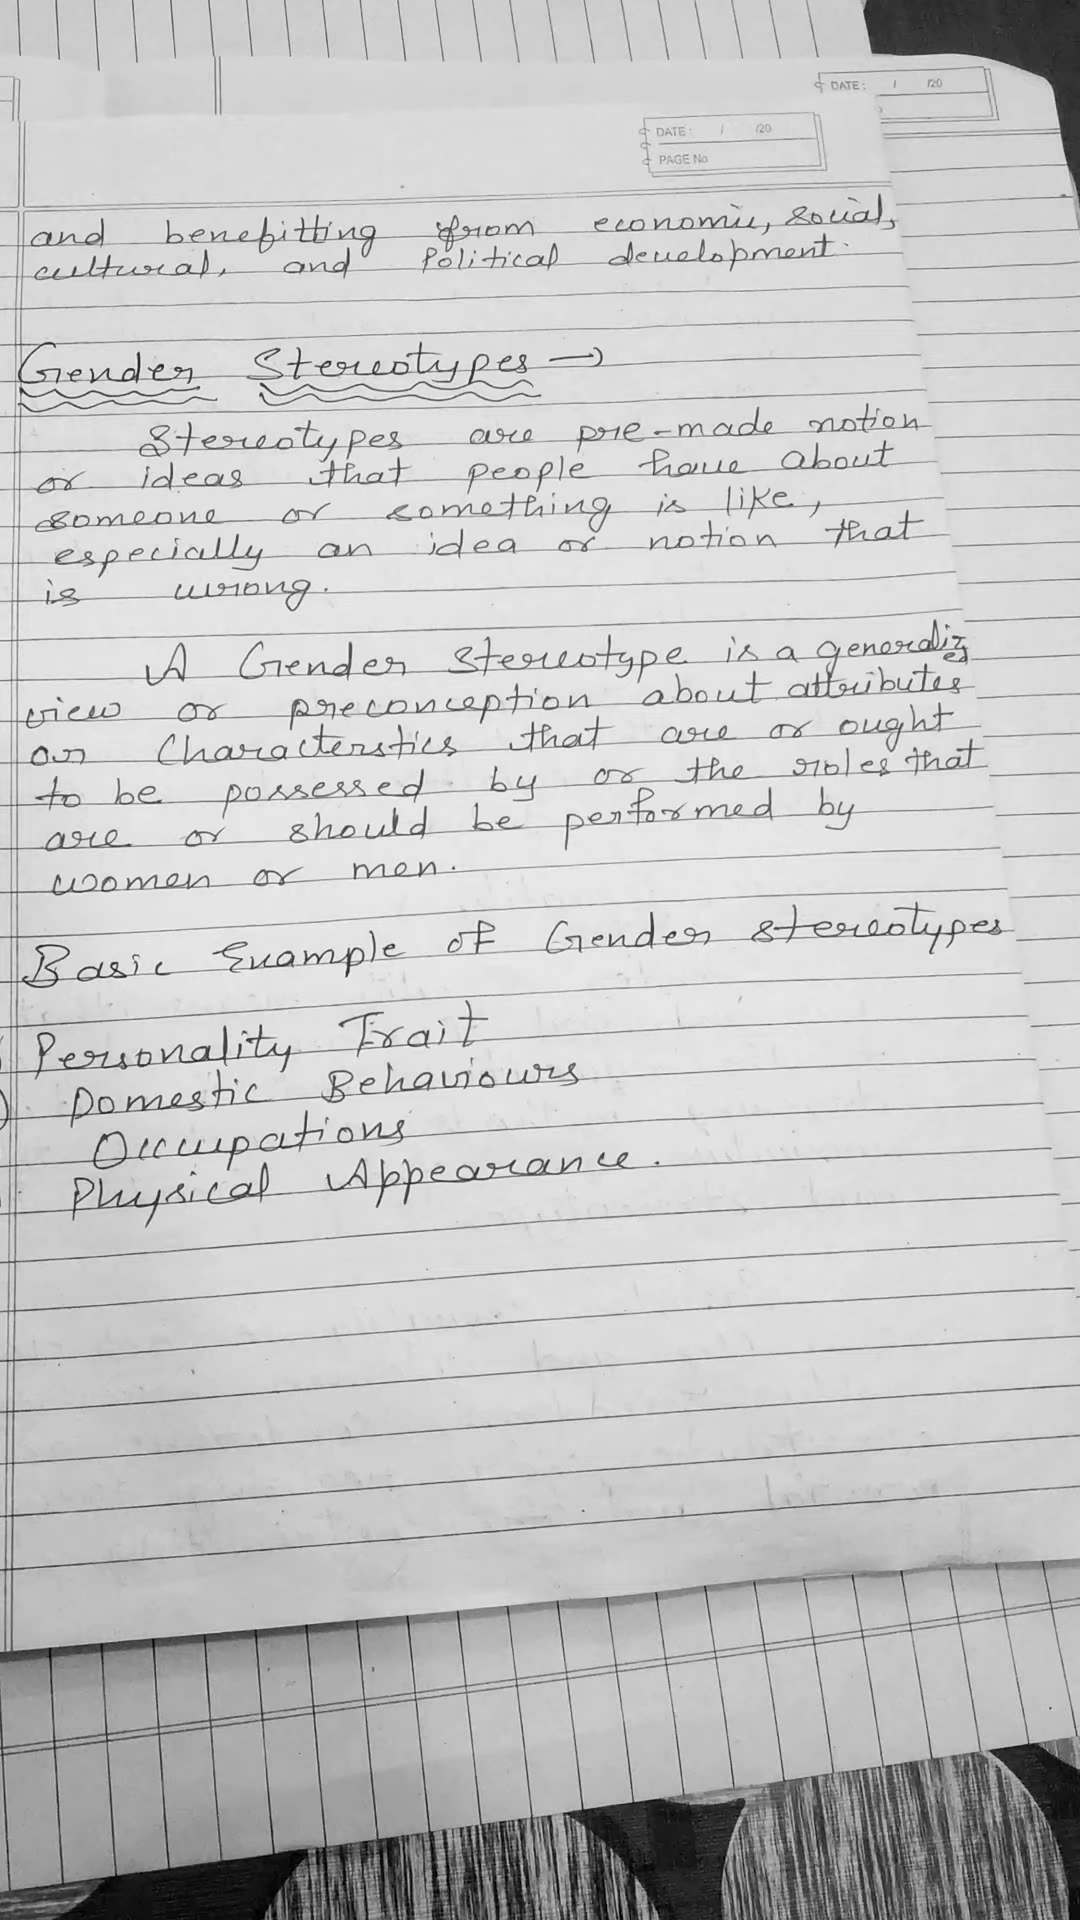 DATE: / /20
DATE: / /20
PAGE No
and benefitting from economic, social,
cultural, and Political development.
Gender Stereotypes →
Stereotypes are pre-made notion
or ideas that people have about
someone or something is like,
especially an idea or notion that
is wrong.
A Gender stereotype is a generalized
view or preconception about attributes
or Characterstics that are or ought
to be possessed by or the roles that
are or should be performed by
women or men.
Basic Example of Gender stereotypes
Personality Trait
Domestic Behaviours
Occupations
Physical Appearance.